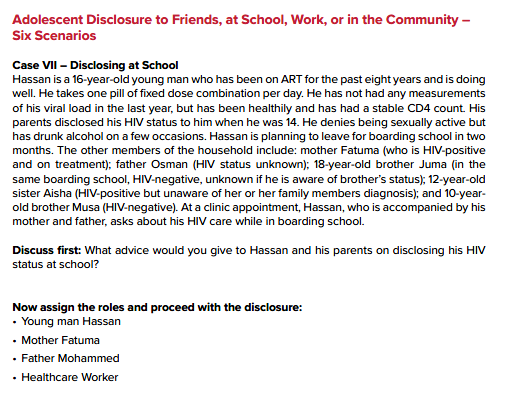 Adolescent Disclosure to Friends, at School, Work, or in the Community –
Six Scenarios
Case VII – Disclosing at School
Hassan is a 16-year-old young man who has been on ART for the past eight years and is doing
well. He takes one pill of fixed dose combination per day. He has not had any measurements
of his viral load in the last year, but has been healthily and has had a stable CD4 count. His
parents disclosed his HIV status to him when he was 14. He denies being sexually active but
has drunk alcohol on a few occasions. Hassan is planning to leave for boarding school in two
months. The other members of the household include: mother Fatuma (who is HIV-positive
and on treatment); father Osman (HIV status unknown); 18-year-old brother Juma (in the
same boarding school, HIV-negative, unknown if he is aware of brother's status); 12-year-old
sister Aisha (HIV-positive but unaware of her or her family members diagnosis); and 10-year-
old brother Musa (HIV-negative). At a clinic appointment, Hassan, who is accompanied by his
mother and father, asks about his HIV care while in boarding school.
Discuss first: What advice would you give to Hassan and his parents on disclosing his HIV
status at school?
Now assign the roles and proceed with the disclosure:
• Young man Hassan
• Mother Fatuma
• Father Mohammed
• Healthcare Worker